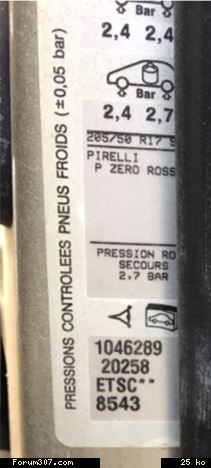 PRESSIONS CONTROLEES PNEUS FROIDS (±0,05 bar)
Bar
2,4 2,4
Bar
2,4 2,7
205/50 R17
PIRELLI
P ZERO ROSS
PRESSION RO
SECOURS
2,7 BAR
1046289
20258
ETSC**
8543
Forum307.com 25 ko